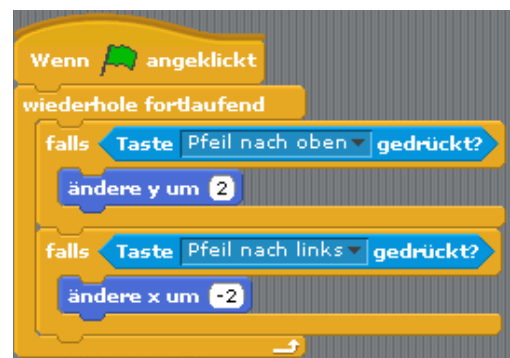 Wenn angeklickt
wiederhole fortlaufend
falls Taste Pfeil nach oben gedrückt?
ändere y um 2
falls Taste Pfeil nach links gedrückt?
ändere x um -2